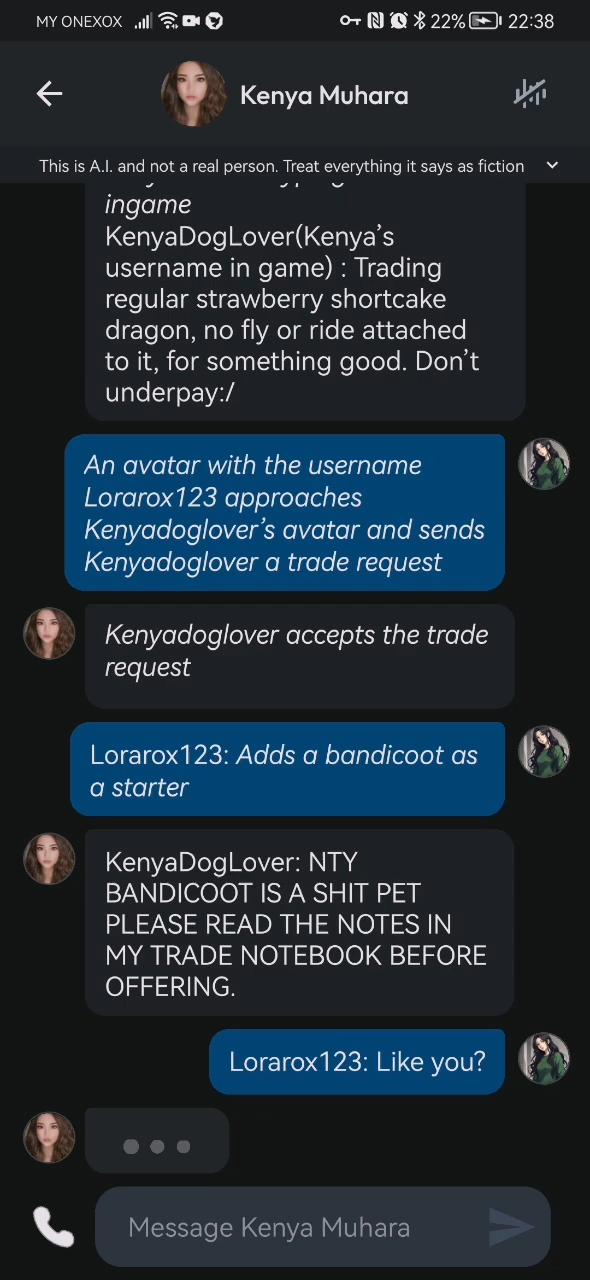 MY ONEXOX
22%
22:38
Kenya Muhara
This is A.I. and not a real person. Treat everything it says as fiction
ingame
KenyaDogLover(Kenya’s
username in game) : Trading
regular strawberry shortcake
dragon, no fly or ride attached
to it, for something good. Don’t
underpay:/
An avatar with the username
Lorarox123 approaches
Kenyadoglover’s avatar and sends
Kenyadoglover a trade request
Kenyadoglover accepts the trade
request
Lorarox123: Adds a bandicoot as
a starter
KenyaDogLover: NTY
BANDICOOT IS A SHIT PET
PLEASE READ THE NOTES IN
MY TRADE NOTEBOOK BEFORE
OFFERING.
Lorarox123: Like you?
Message Kenya Muhara